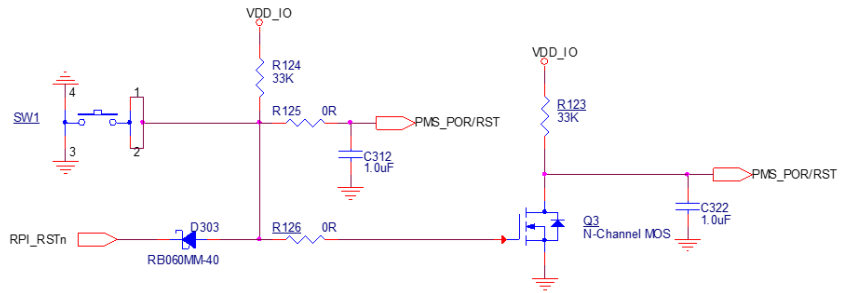 VDD_IO
R124
33K
VDD_IO
4
1
SW1
R125
0R
PMS_POR/RST
R123
33K
3
2
C312
1.0uF
PMS_POR/RST
C322
1.0uF
RPI_RSTn
D303
RB060MM-40
R126
0R
Q3
N-Channel MOS